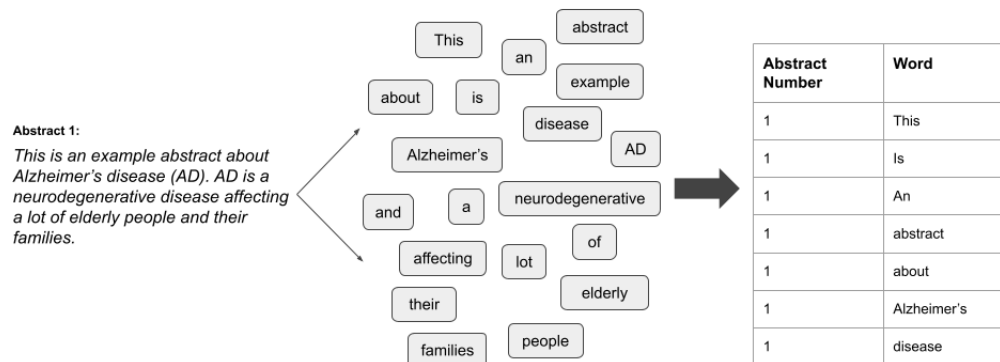 Abstract 1:
This is an example abstract about
Alzheimer's disease (AD). AD is a
neurodegenerative disease affecting
a lot of elderly people and their
families.
This
abstract
an
example
about
is
disease
AD
Alzheimer's
neurodegenerative
and
a
of
affecting
lot
elderly
their
people
families
Abstract Number Word
1 This
1 Is
1 An
1 abstract
1 about
1 Alzheimer's
1 disease